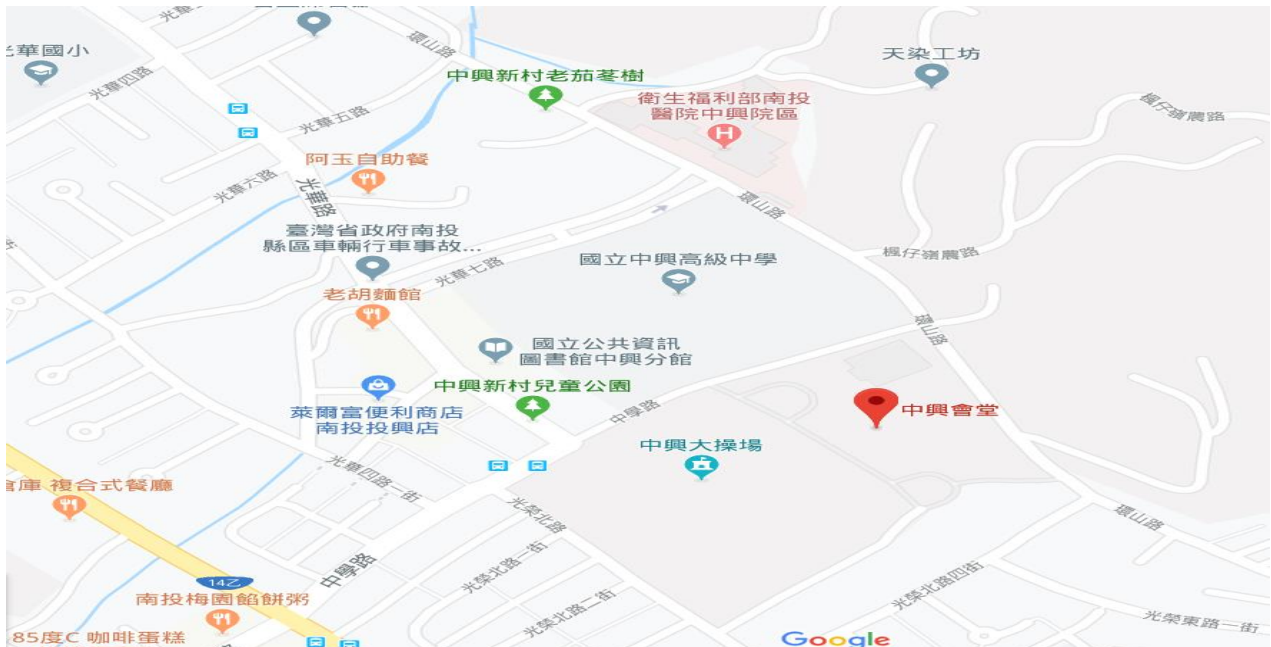 光華國小
光華四路
環山路
中興新村老茄苳樹
天染工坊
衛生福利部南投
醫院中興院區
楓仔嶺農路
光華五路
阿玉自助餐
光華六路
光華路
環山路
臺灣省政府南投
縣區車輛行車事故...
光華七路
國立中興高級中學
楓仔嶺農路
老胡麵館
環山路
國立公共資訊
圖書館中興分館
中興新村兒童公園
萊爾富便利商店
南投投興店
中學路
中興會堂
中興大操場
光華四路一街
倉庫 複合式餐廳
光榮北路
環山路
中學路
光榮北路一街
14乙
南投梅園餡餅粥
光榮北路二街
光榮北路四街
光榮東路一街
85度C 咖啡蛋糕
Google